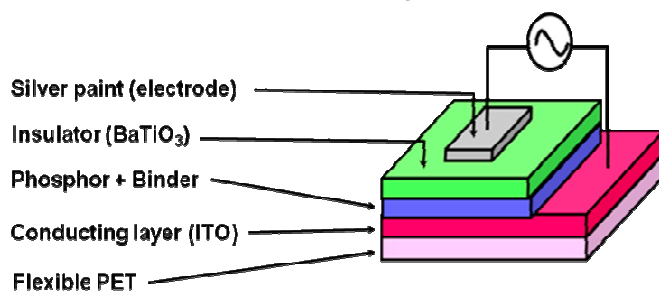 Silver paint (electrode)
Insulator (BaTiO₃)
Phosphor + Binder
Conducting layer (ITO)
Flexible PET